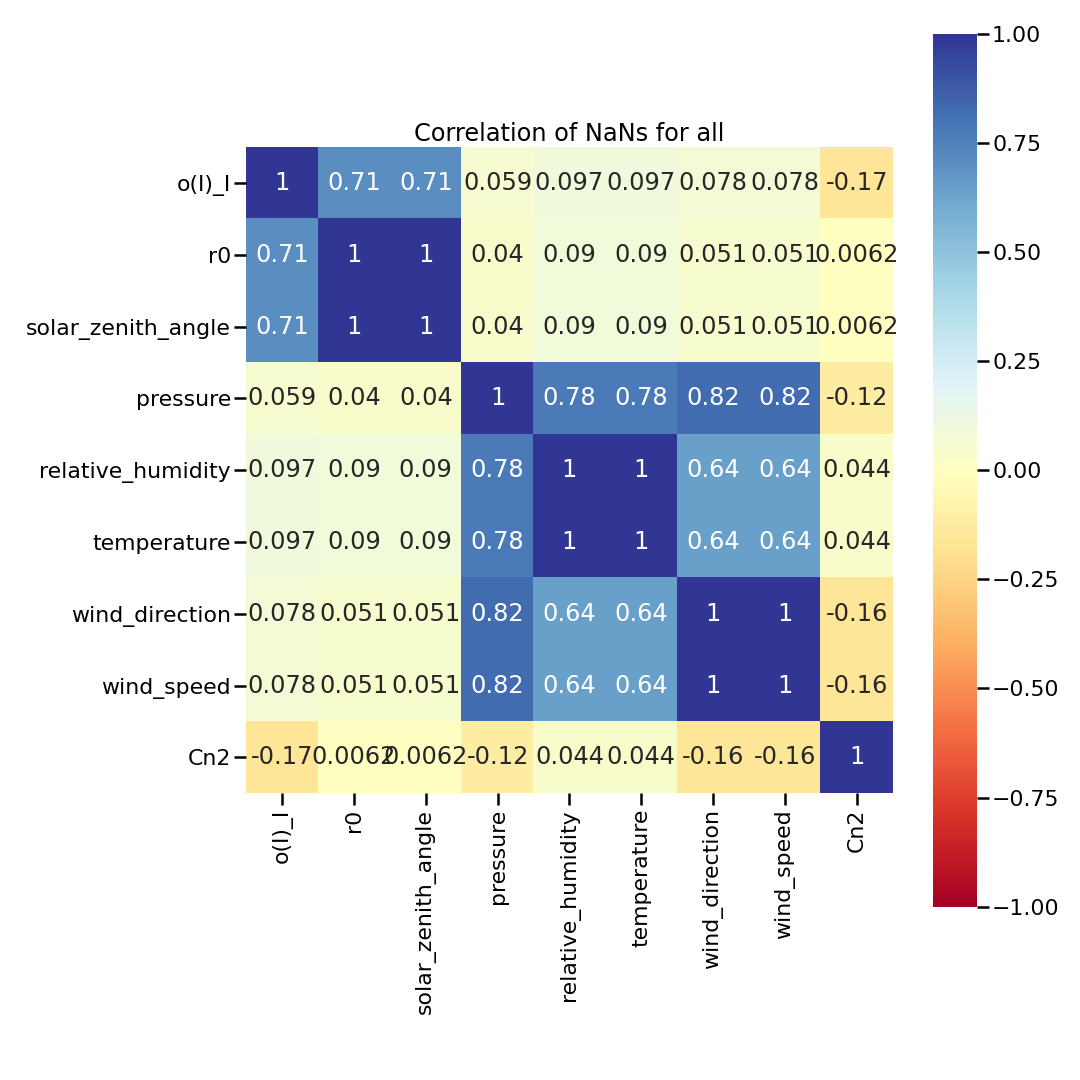 Correlation of NaNs for all
o(I)_I 1 0.71 0.71 0.059 0.097 0.097 0.078 0.078 -0.17
r0 0.71 1 1 0.04 0.09 0.09 0.051 0.051 0.0062
solar_zenith_angle 0.71 1 1 0.04 0.09 0.09 0.051 0.051 0.0062
pressure 0.059 0.04 0.04 1 0.78 0.78 0.82 0.82 -0.12
relative_humidity 0.097 0.09 0.09 0.78 1 1 0.64 0.64 0.044
temperature 0.097 0.09 0.09 0.78 1 1 0.64 0.64 0.044
wind_direction 0.078 0.051 0.051 0.82 0.64 0.64 1 1 -0.16
wind_speed 0.078 0.051 0.051 0.82 0.64 0.64 1 1 -0.16
Cn2 -0.17 0.0062 0.0062 -0.12 0.044 0.044 -0.16 -0.16 1
o(I)_I
r0
solar_zenith_angle
pressure
relative_humidity
temperature
wind_direction
wind_speed
Cn2
1.00
0.75
0.50
0.25
0.00
−0.25
−0.50
−0.75
−1.00